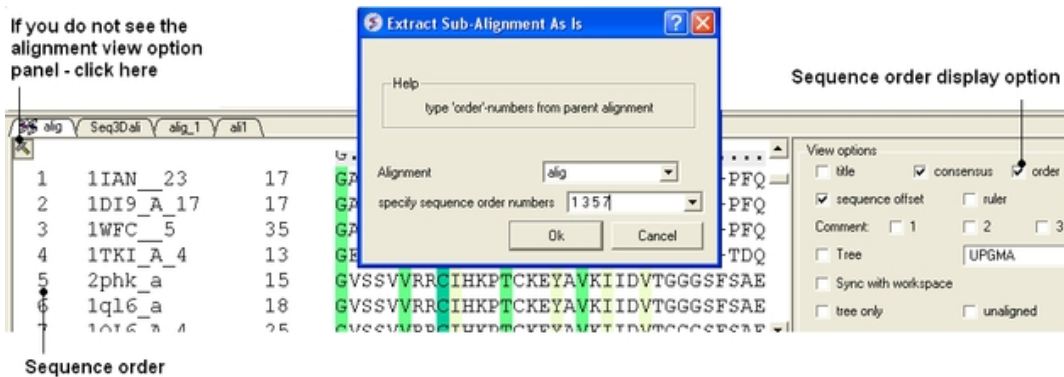 If you do not see the
alignment view option
panel - click here
Extract Sub-Alignment As Is
Help
type 'order'-numbers from parent alignment
Alignment alig
specify sequence order numbers 1 3 5 7
Ok Cancel
Sequence order display option
alig Seq3Dali alig_1 ali1
G.
1 1IAN__23 17 GA PFQ
2 1DI9_A_17 17 GA PFQ
3 1WFC__5 35 GA PFQ
4 1TKI_A_4 13 GE TDQ
5 2phk_a 15 GVSSVVRRCIHKPTCKEYAVKIIDVTGGGSFSAE
6 1ql6_a 18 GVSSVVRRCIHKPTCKEYAVKIIDVTGGGSFSAE
View options
title consensus order
sequence offset ruler
Comment: 1 2 3
Tree UPGMA
Sync with workspace
tree only unaligned
Sequence order